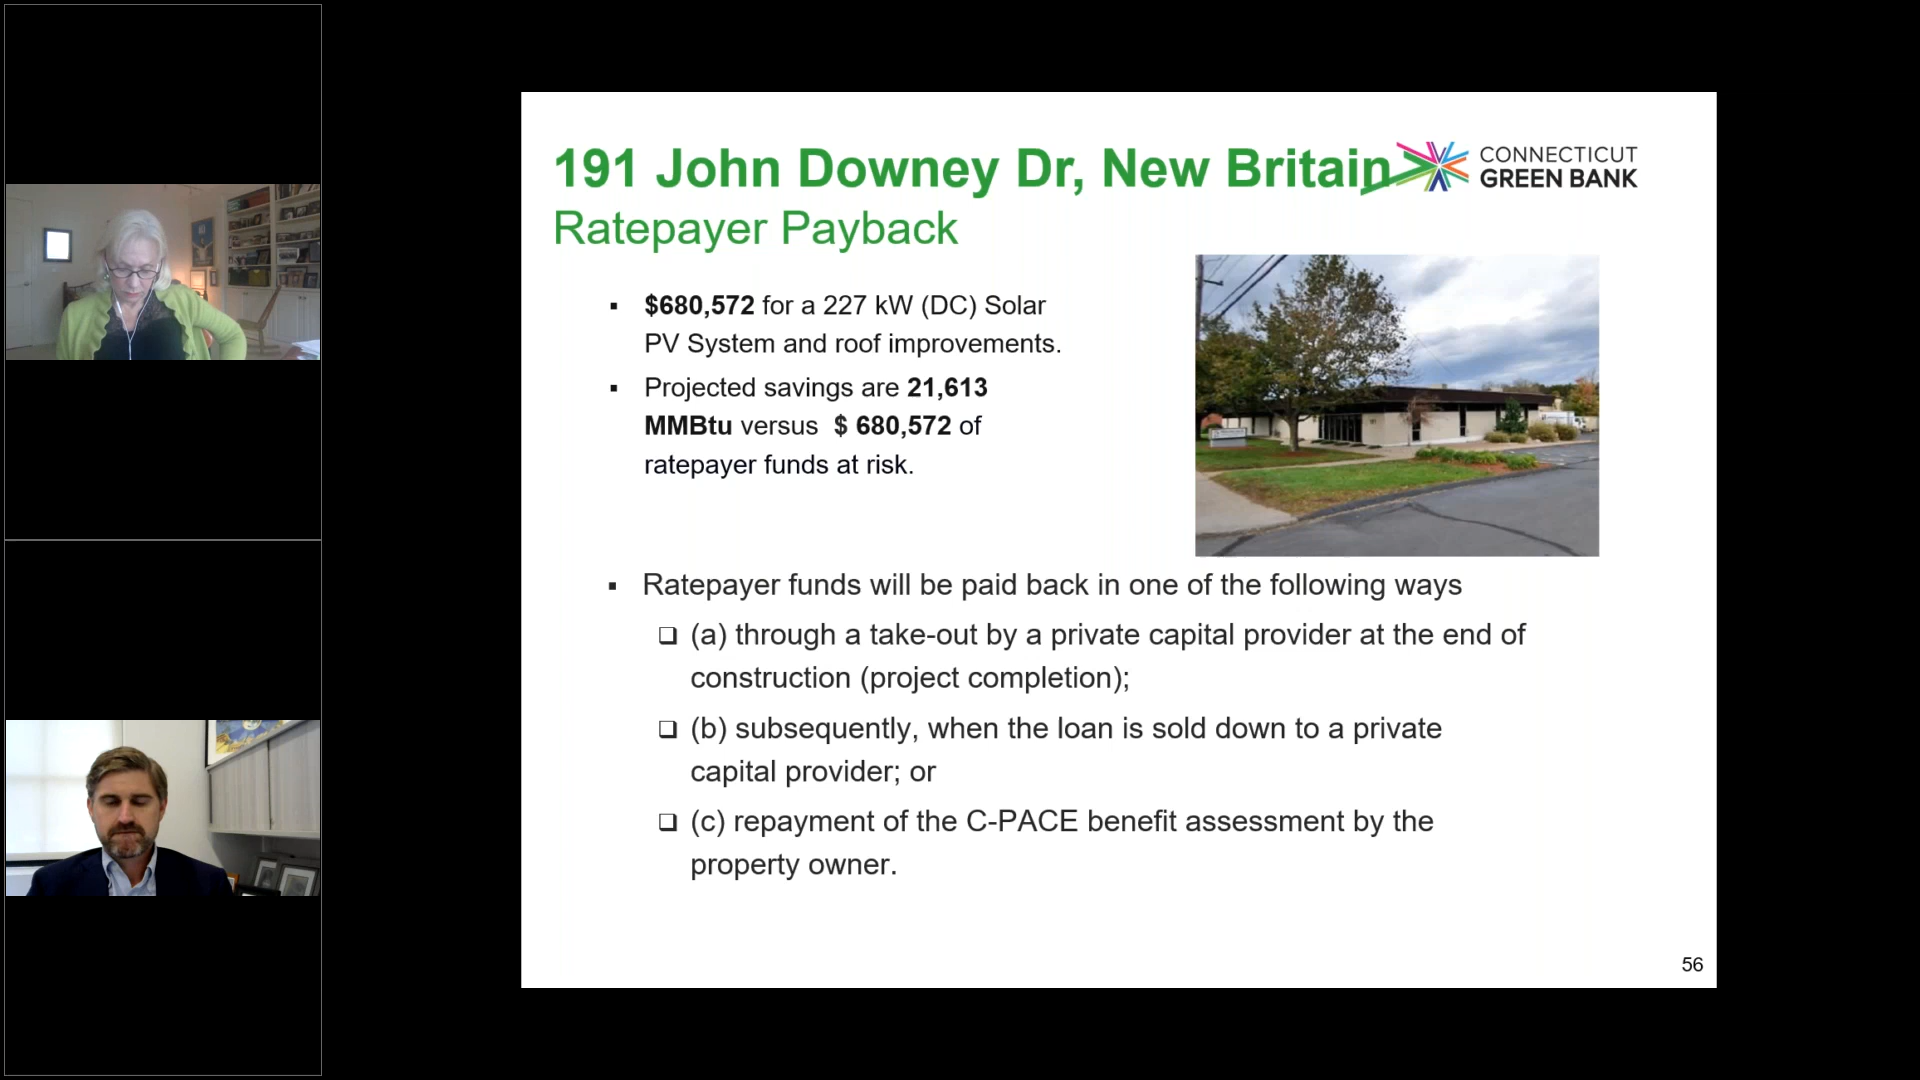 191 John Downey Dr, New Britain
CONNECTICUT
GREEN BANK
Ratepayer Payback
▪ $680,572 for a 227 kW (DC) Solar
PV System and roof improvements.
▪ Projected savings are 21,613
MMBtu versus $ 680,572 of
ratepayer funds at risk.
▪ Ratepayer funds will be paid back in one of the following ways
❑ (a) through a take-out by a private capital provider at the end of
construction (project completion);
❑ (b) subsequently, when the loan is sold down to a private
capital provider; or
❑ (c) repayment of the C-PACE benefit assessment by the
property owner.
56